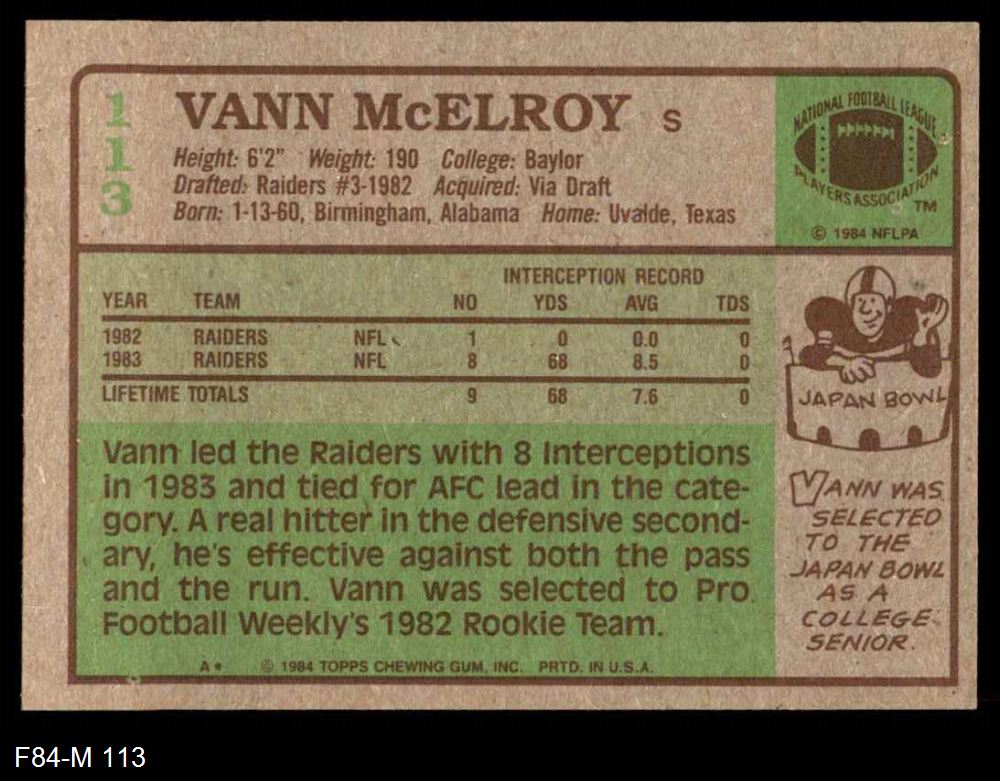 113
VANN McELROY S
Height: 6'2" Weight: 190 College: Baylor
Drafted: Raiders #3-1982 Acquired: Via Draft
Born: 1-13-60, Birmingham, Alabama Home: Uvalde, Texas
NATIONAL FOOTBALL LEAGUE
PLAYERS ASSOCIATION
TM
© 1984 NFLPA
INTERCEPTION RECORD
YEAR TEAM NO YDS AVG TDS
1982 RAIDERS NFL 1 0 0.0 0
1983 RAIDERS NFL 8 68 8.5 0
LIFETIME TOTALS 9 68 7.6 0
Vann led the Raiders with 8 Interceptions
in 1983 and tied for AFC lead in the cate-
gory. A real hitter in the defensive second-
ary, he's effective against both the pass
and the run. Vann was selected to Pro
Football Weekly's 1982 Rookie Team.
A* © 1984 TOPPS CHEWING GUM, INC. PRTD. IN U.S.A.
JAPAN BOWL
VANN WAS
SELECTED
TO THE
JAPAN BOWL
AS A
COLLEGE
SENIOR.
F84-M 113